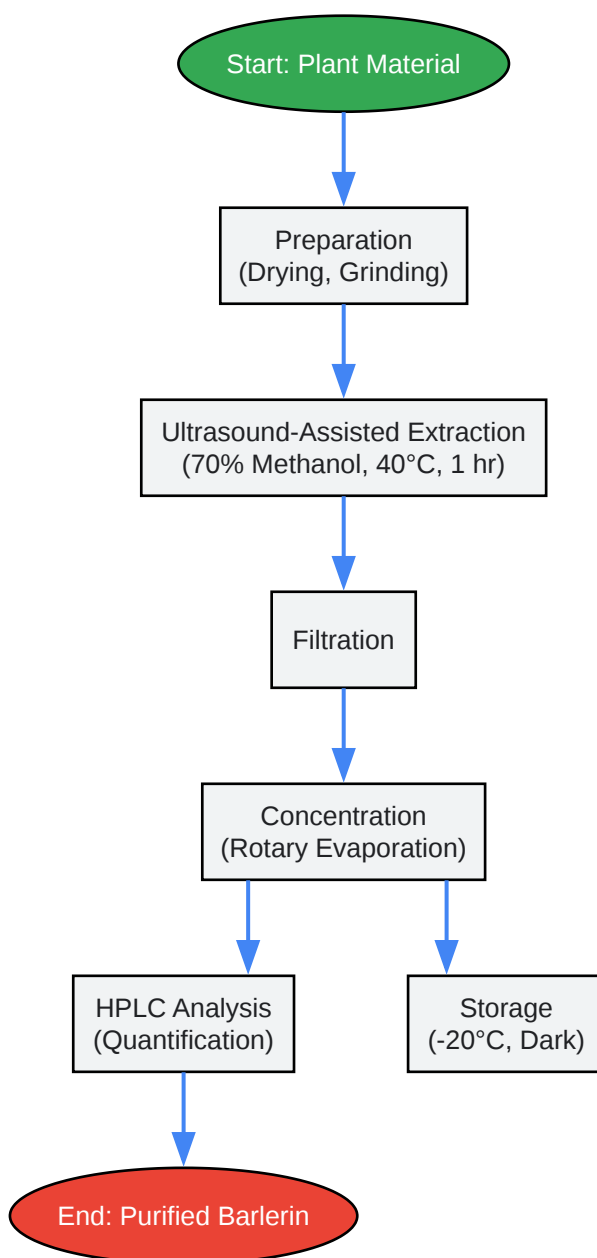 Start: Plant Material
Preparation
(Drying, Grinding)
Ultrasound-Assisted Extraction
(70% Methanol, 40°C, 1 hr)
Filtration
Concentration
(Rotary Evaporation)
HPLC Analysis
(Quantification)
Storage
(-20°C, Dark)
End: Purified Barlerin